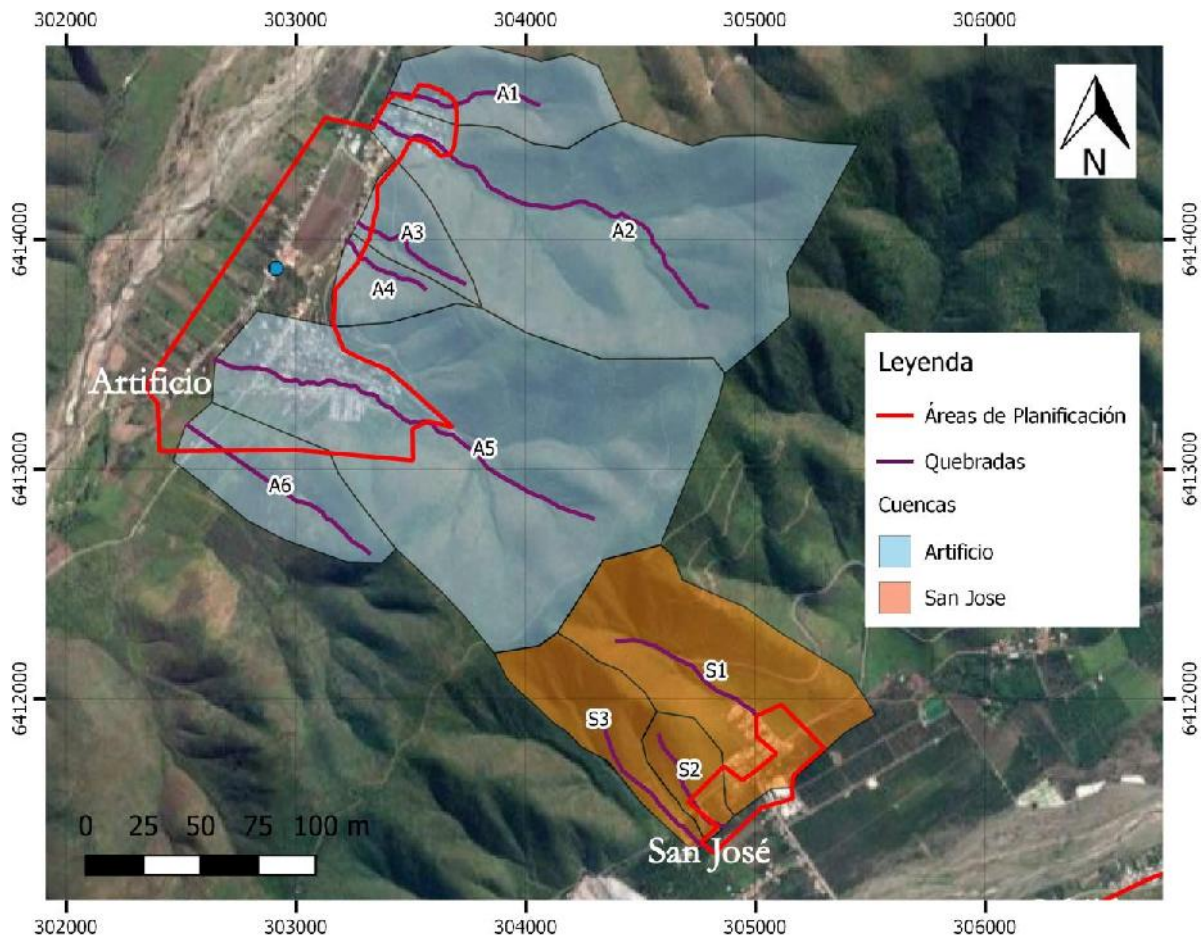 302000 303000 304000 305000 306000
A1
N
A2
6414000 6414000
A3
A4
Leyenda
Artificio
Áreas de Planificación
A5
Quebradas
6413000 6413000
A6
Cuencas
Artificio
San Jose
S1
6412000 6412000
S3
S2
0 25 50 75 100 m
San José
302000 303000 304000 305000 306000